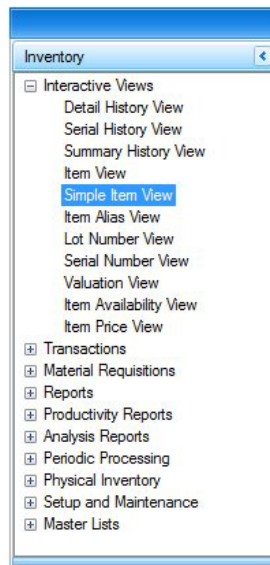 Inventory
Interactive Views
Detail History View
Serial History View
Summary History View
Item View
Simple Item View
Item Alias View
Lot Number View
Serial Number View
Valuation View
Item Availability View
Item Price View
Transactions
Material Requisitions
Reports
Productivity Reports
Analysis Reports
Periodic Processing
Physical Inventory
Setup and Maintenance
Master Lists